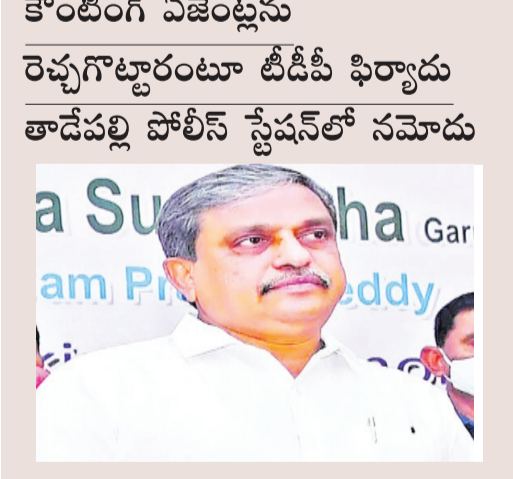 కౌంటింగ్ ఏజెంట్లను
రెచ్చగొట్టారంటూ టీడీపీ ఫిర్యాదు
తాడేపల్లి పోలీస్ స్టేషన్‌లో నమోదు
a Su ha Gar
am Pr eddy